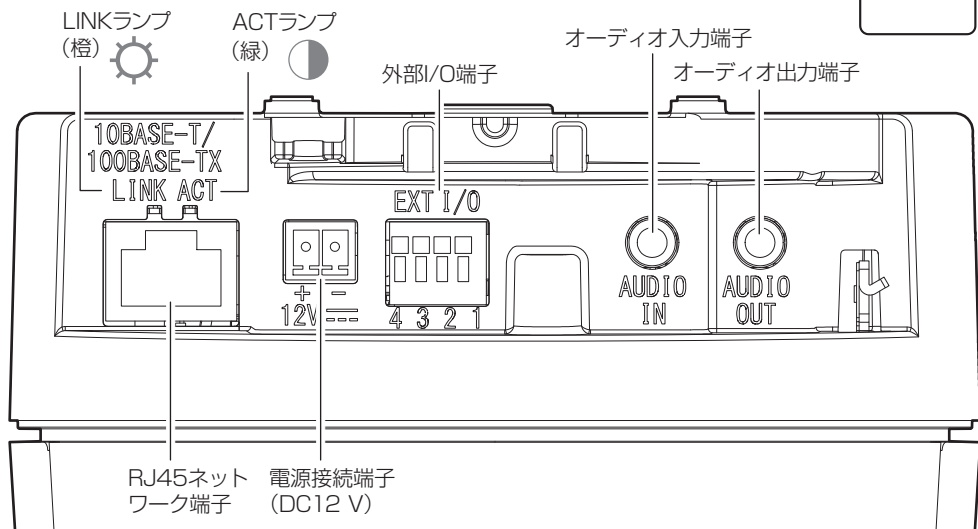 LINKランプ
(橙)
ACTランプ
(緑)
外部I/O端子
オーディオ入力端子
オーディオ出力端子
10BASE-T/
100BASE-TX
LINK ACT
EXT I/O
+ -
12V ⎓
4 3 2 1
AUDIO
IN
AUDIO
OUT
RJ45ネット
ワーク端子
電源接続端子
(DC12 V)